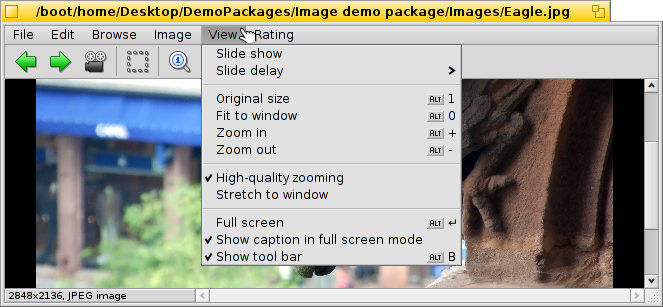 /boot/home/Desktop/DemoPackages/Image demo package/Images/Eagle.jpg
File Edit Browse Image View Rating
Slide show
Slide delay
Original size ALT 1
Fit to window ALT 0
Zoom in ALT +
Zoom out ALT -
High-quality zooming
Stretch to window
Full screen ALT ↵
Show caption in full screen mode
Show tool bar ALT B
2848x2136, JPEG image